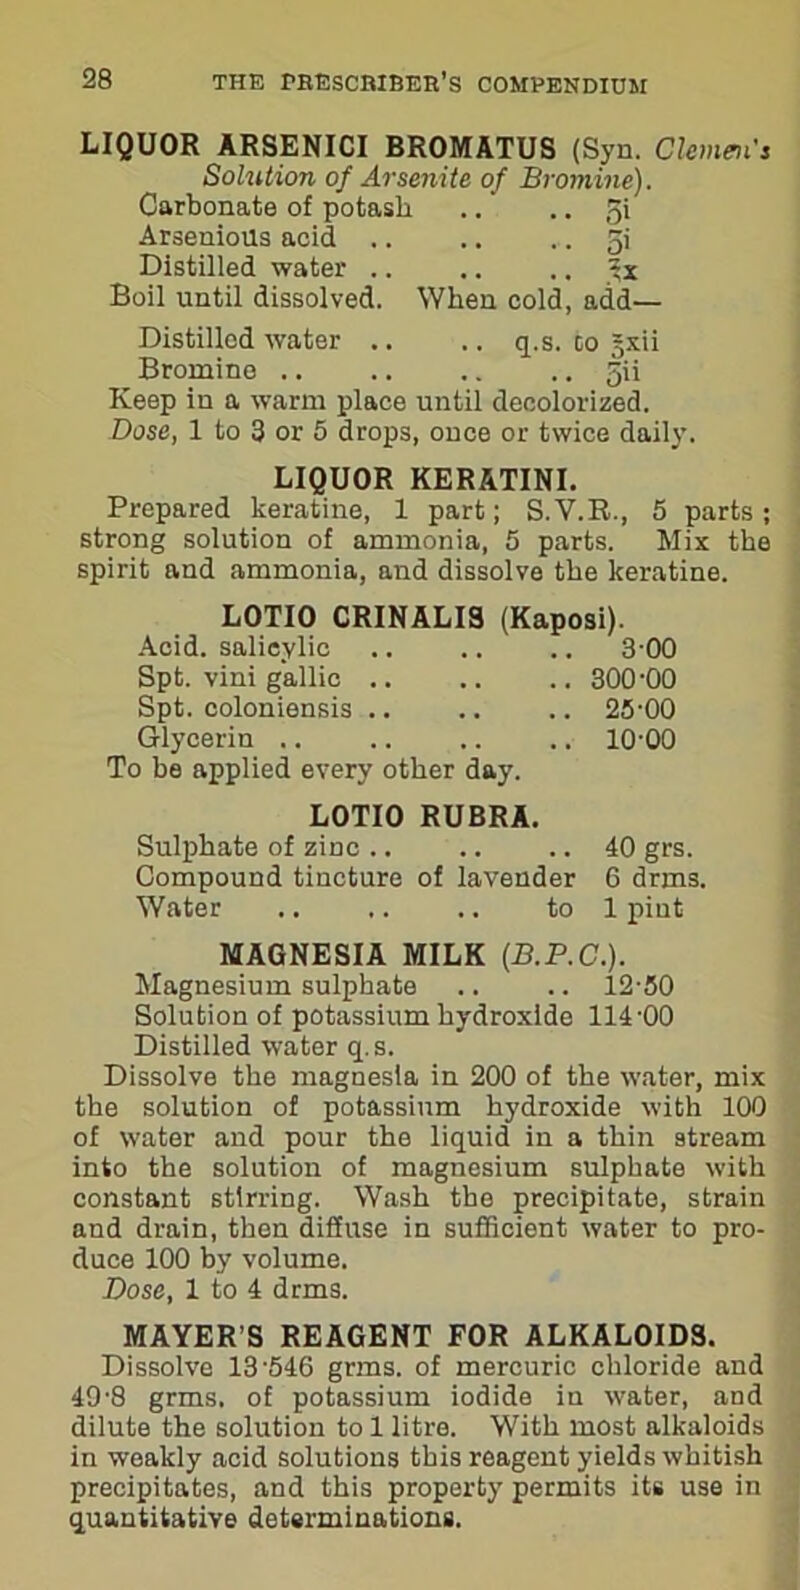 28 THE PRESCRIBER'S COMPENDIUM
LIQUOR ARSENICI BROMATUS (Syn. Clemen's
Solution of Arsenite of Bromine).
Carbonate of potash .. .. ʒi
Arsenious acid .. .. .. ʒi
Distilled water .. .. .. ℥x
Boil until dissolved. When cold, add—
Distilled water .. .. q.s. to ℥xii
Bromine .. .. .. .. ʒii
Keep in a warm place until decolorized.
Dose, 1 to 3 or 5 drops, once or twice daily.
LIQUOR KERATINI.
Prepared keratine, 1 part; S.V.R., 5 parts;
strong solution of ammonia, 5 parts. Mix the
spirit and ammonia, and dissolve the keratine.
LOTIO CRINALIS (Kaposi).
Acid. salicylic .. .. .. 3·00
Spt. vini gallic .. .. .. 300·00
Spt. coloniensis .. .. .. 25·00
Glycerin .. .. .. .. 10·00
To be applied every other day.
LOTIO RUBRA.
Sulphate of zinc .. .. .. 40 grs.
Compound tincture of lavender 6 drms.
Water .. .. .. to 1 pint
MAGNESIA MILK (B.P.C.).
Magnesium sulphate .. .. 12·50
Solution of potassium hydroxide 114·00
Distilled water q.s.
Dissolve the magnesia in 200 of the water, mix
the solution of potassium hydroxide with 100
of water and pour the liquid in a thin stream
into the solution of magnesium sulphate with
constant stirring. Wash the precipitate, strain
and drain, then diffuse in sufficient water to pro-
duce 100 by volume.
Dose, 1 to 4 drms.
MAYER'S REAGENT FOR ALKALOIDS.
Dissolve 13·546 grms. of mercuric chloride and
49·8 grms. of potassium iodide in water, and
dilute the solution to 1 litre. With most alkaloids
in weakly acid solutions this reagent yields whitish
precipitates, and this property permits its use in
quantitative determinations.